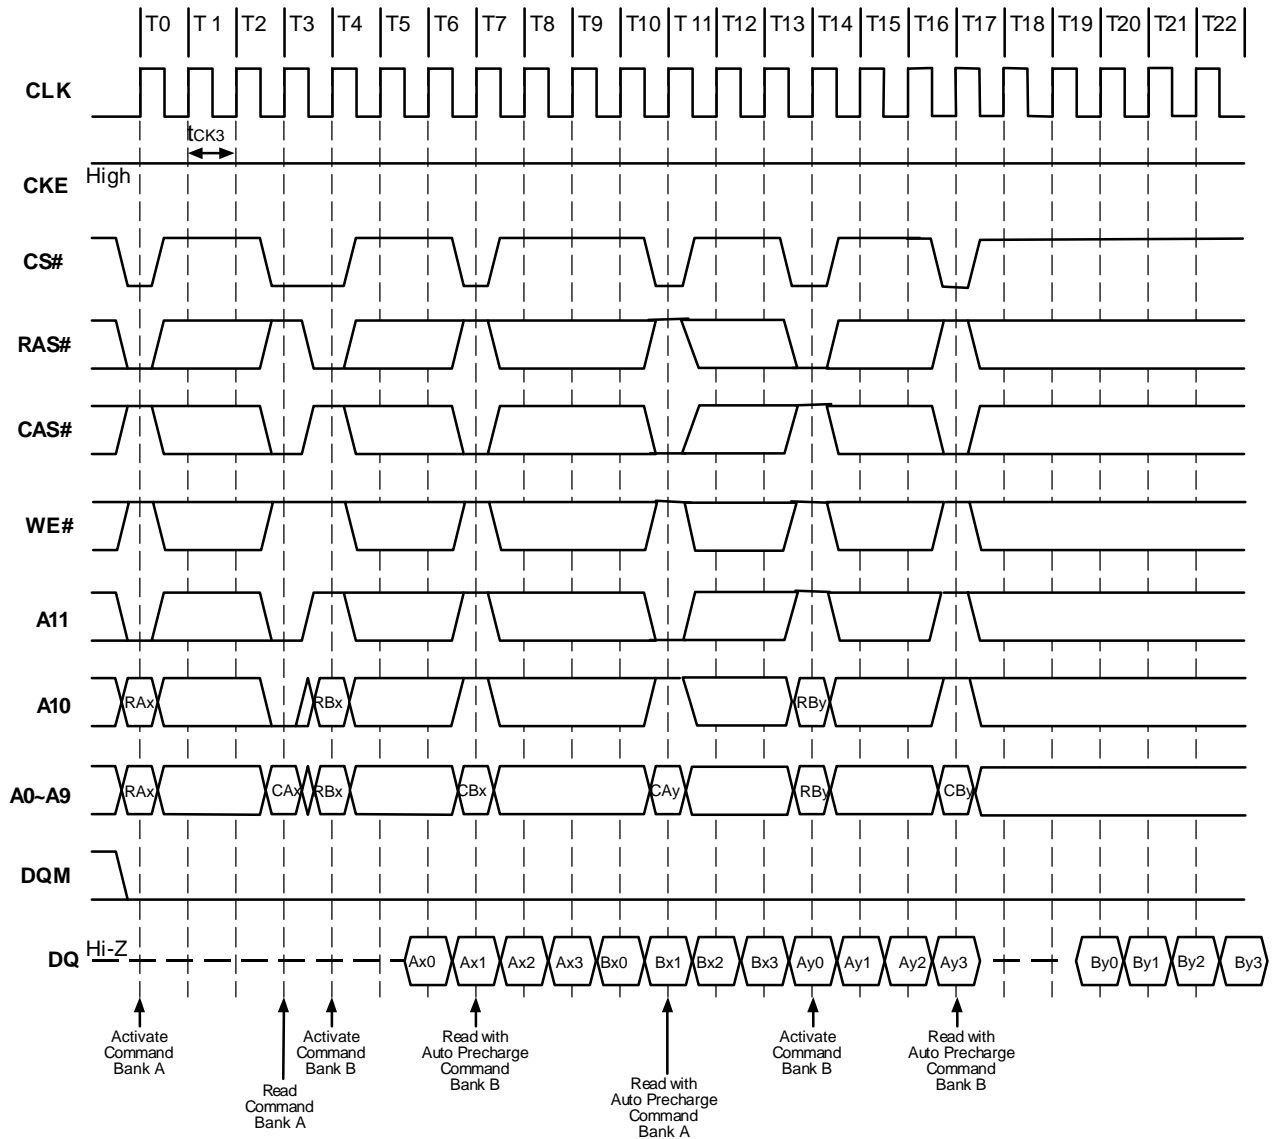 T0 T 1 T2 T3 T4 T5 T6 T7 T8 T9 T10 T 11 T12 T13 T14 T15 T16 T17 T18 T19 T20 T21 T22
CLK
tCK3
CKE High
CS#
RAS#
CAS#
WE#
A11
A10 RAx RBx RBy
A0~A9 RAx CAx RBx CBx CAy RBy CBy
DQM
DQ Hi-Z Ax0 Ax1 Ax2 Ax3 Bx0 Bx1 Bx2 Bx3 Ay0 Ay1 Ay2 Ay3 By0 By1 By2 By3
Activate
Command
Bank A
Read
Command
Bank A
Activate
Command
Bank B
Read with
Auto Precharge
Command
Bank B
Read with
Auto Precharge
Command
Bank A
Activate
Command
Bank B
Read with
Auto Precharge
Command
Bank B